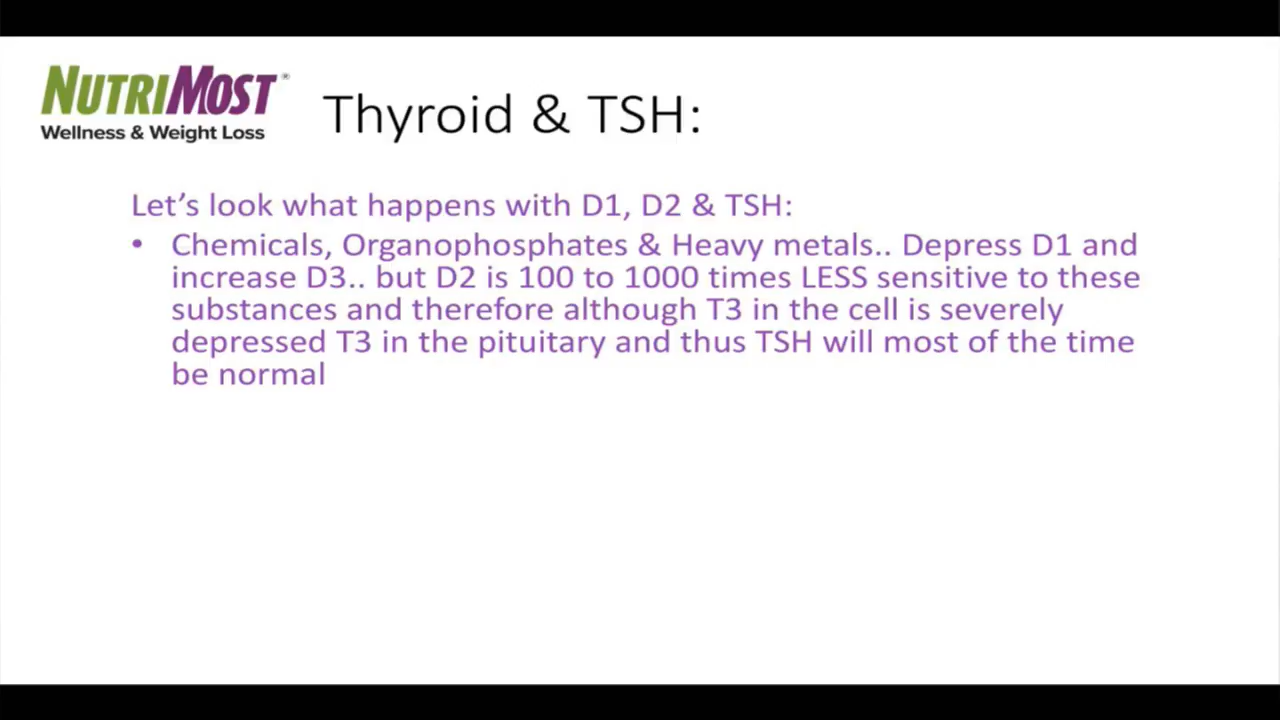 NUTRIMOST®
Wellness & Weight Loss
Thyroid & TSH:
Let's look what happens with D1, D2 & TSH:
• Chemicals, Organophosphates & Heavy metals.. Depress D1 and
increase D3.. but D2 is 100 to 1000 times LESS sensitive to these
substances and therefore although T3 in the cell is severely
depressed T3 in the pituitary and thus TSH will most of the time
be normal